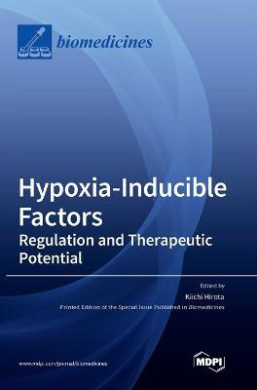 biomedicines
Hypoxia-Inducible
Factors
Regulation and Therapeutic
Potential
Edited by
Kiichi Hirota
Printed Edition of the Special Issue Published in Biomedicines
www.mdpi.com/journal/biomedicines
MDPI